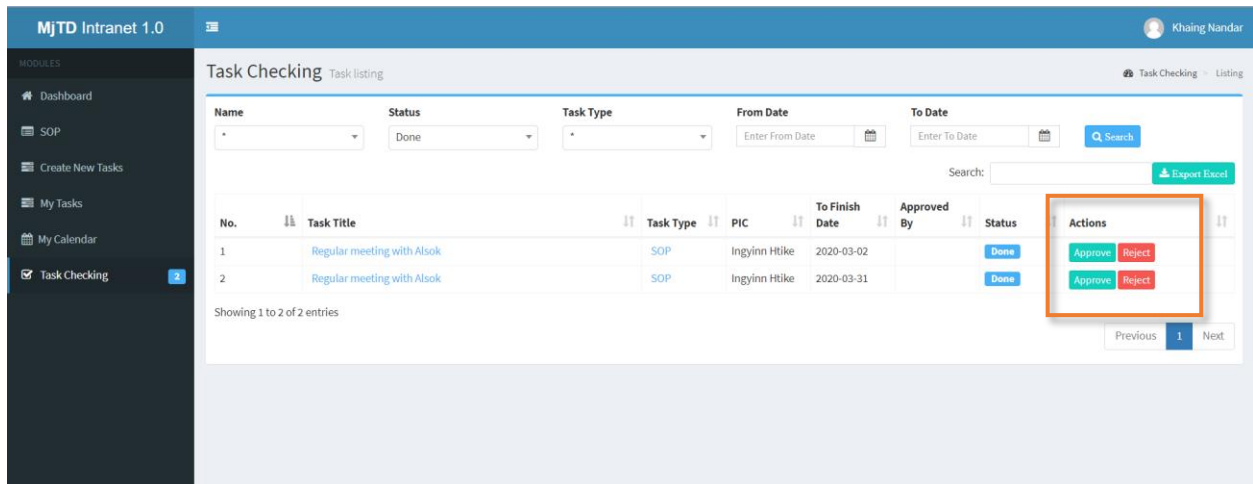 MjTD Intranet 1.0
Khaing Nandar
MODULES
Dashboard
SOP
Create New Tasks
My Tasks
My Calendar
Task Checking 2
Task Checking Task listing
Task Checking > Listing
Name Status Task Type From Date To Date
* Done * Enter From Date Enter To Date Search
Search: Export Excel
No. Task Title Task Type PIC To Finish Date Approved By Status Actions
1 Regular meeting with Alsok SOP Ingyinn Htike 2020-03-02 Done Approve Reject
2 Regular meeting with Alsok SOP Ingyinn Htike 2020-03-31 Done Approve Reject
Showing 1 to 2 of 2 entries
Previous 1 Next